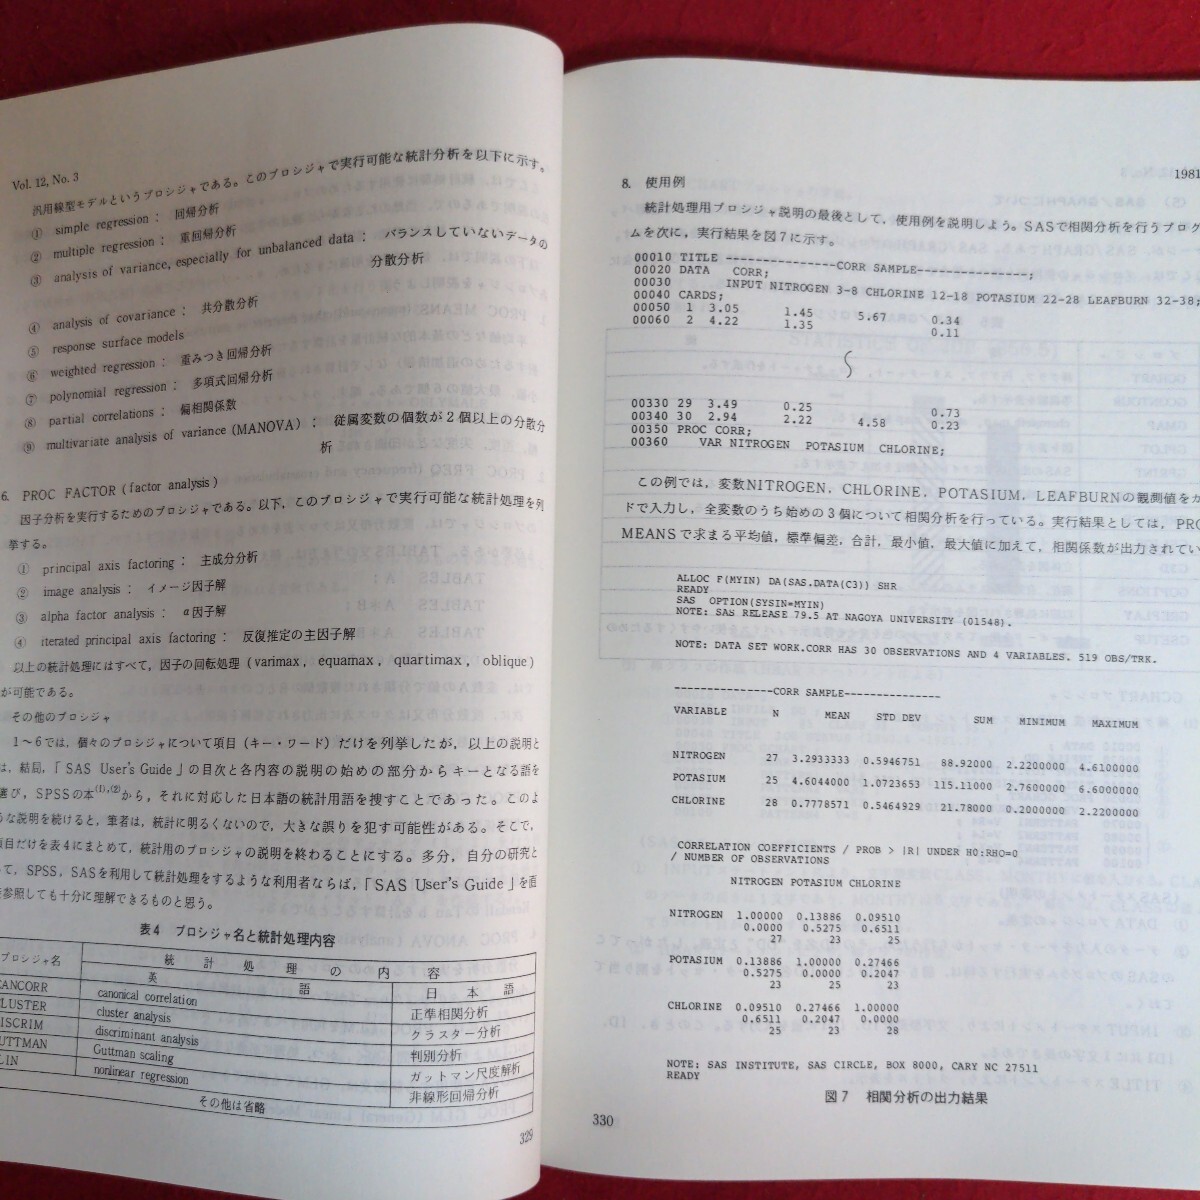 Vol. 12, No. 3
汎用線型モデルというプロシジャである。このプロシジャで実行可能な統計分析を以下に示す。
① simple regression : 回帰分析
② multiple regression : 重回帰分析
③ analysis of variance, especially for unbalanced data : バランスしていないデータの
分散分析
④ analysis of covariance : 共分散分析
⑤ response surface models
⑥ weighted regression : 重みつき回帰分析
⑦ polynomial regression : 多項式回帰分析
⑧ partial correlations : 偏相関係数
⑨ multivariate analysis of variance (MANOVA) : 従属変数の個数が2個以上の分散分
析
6. PROC FACTOR (factor analysis)
因子分析を実行するためのプロシジャである。以下,このプロシジャで実行可能な統計処理を列
挙する。
① principal axis factoring : 主成分分析
② image analysis : イメージ因子解
③ alpha factor analysis : α因子解
④ iterated principal axis factoring : 反復推定の主因子解
以上の統計処理にはすべて,因子の回転処理 (varimax, equamax, quartimax, oblique)
が可能である。
その他のプロシジャ
1〜6では,個々のプロシジャについて項目 (キー・ワード) だけを列挙したが,以上の説明と
は,結局,「SAS User's Guide」の目次と各内容の説明の始めの部分からキーとなる語を
選び,SPSSの本(1),(2)から,それに対応した日本語の統計用語を捜すことであった。このよ
うな説明を続けると,筆者は,統計に明るくないので,大きな誤りを犯す可能性がある。そこで,
項目だけを表4にまとめて,統計用のプロシジャの説明を終わることにする。多分,自分の研究と
て,SPSS,SASを利用して統計処理をするような利用者ならば,「SAS User's Guide」を直
接参照しても十分に理解できるものと思う。
表4 プロシジャ名と統計処理内容
プロシジャ名 統計処理の内容
英語 日本語
CANCORR canonical correlation 正準相関分析
CLUSTER cluster analysis クラスター分析
DISCRIM discriminant analysis 判別分析
GUTTMAN Guttman scaling ガットマン尺度解析
LIN nonlinear regression 非線形回帰分析
その他は省略
329
1981
8. 使用例
統計処理用プロシジャ説明の最後として,使用例を説明しよう。SASで相関分析を行うプログ
ムを次に,実行結果を図7に示す。
00010 TITLE ----------------CORR SAMPLE----------------;
00020 DATA CORR;
00030 INPUT NITROGEN 3-8 CHLORINE 12-18 POTASIUM 22-28 LEAFBURN 32-38;
00040 CARDS;
00050 1 3.05 1.45 5.67 0.34
00060 2 4.22 1.35 0.11
00330 29 3.49 0.25 0.73
00340 30 2.94 2.22 4.58 0.23
00350 PROC CORR;
00360 VAR NITROGEN POTASIUM CHLORINE;
この例では,変数NITROGEN, CHLORINE, POTASIUM, LEAFBURNの観測値をカ
ドで入力し,全変数のうち始めの3個について相関分析を行っている。実行結果としては,PROC
MEANSで求まる平均値,標準偏差,合計,最小値,最大値に加えて,相関係数が出力されてい
ALLOC F(MYIN) DA(SAS.DATA(C3)) SHR
READY
SAS OPTION(SYSIN=MYIN)
NOTE: SAS RELEASE 79.5 AT NAGOYA UNIVERSITY (01548).
NOTE: DATA SET WORK.CORR HAS 30 OBSERVATIONS AND 4 VARIABLES. 519 OBS/TRK.
----------------CORR SAMPLE----------------
VARIABLE N MEAN STD DEV SUM MINIMUM MAXIMUM
NITROGEN 27 3.2933333 0.5946751 88.92000 2.2200000 4.6100000
POTASIUM 25 4.6044000 1.0723653 115.11000 2.7600000 6.6000000
CHLORINE 28 0.7778571 0.5464929 21.78000 0.2000000 2.2200000
CORRELATION COEFFICIENTS / PROB > |R| UNDER H0:RHO=0
/ NUMBER OF OBSERVATIONS
NITROGEN POTASIUM CHLORINE
NITROGEN 1.00000 0.13886 0.09510
0.0000 0.5275 0.6511
27 23 25
POTASIUM 0.13886 1.00000 0.27466
0.5275 0.0000 0.2047
23 25 23
CHLORINE 0.09510 0.27466 1.00000
0.6511 0.2047 0.0000
25 23 28
NOTE: SAS INSTITUTE, SAS CIRCLE, BOX 8000, CARY NC 27511
READY
図7 相関分析の出力結果
330